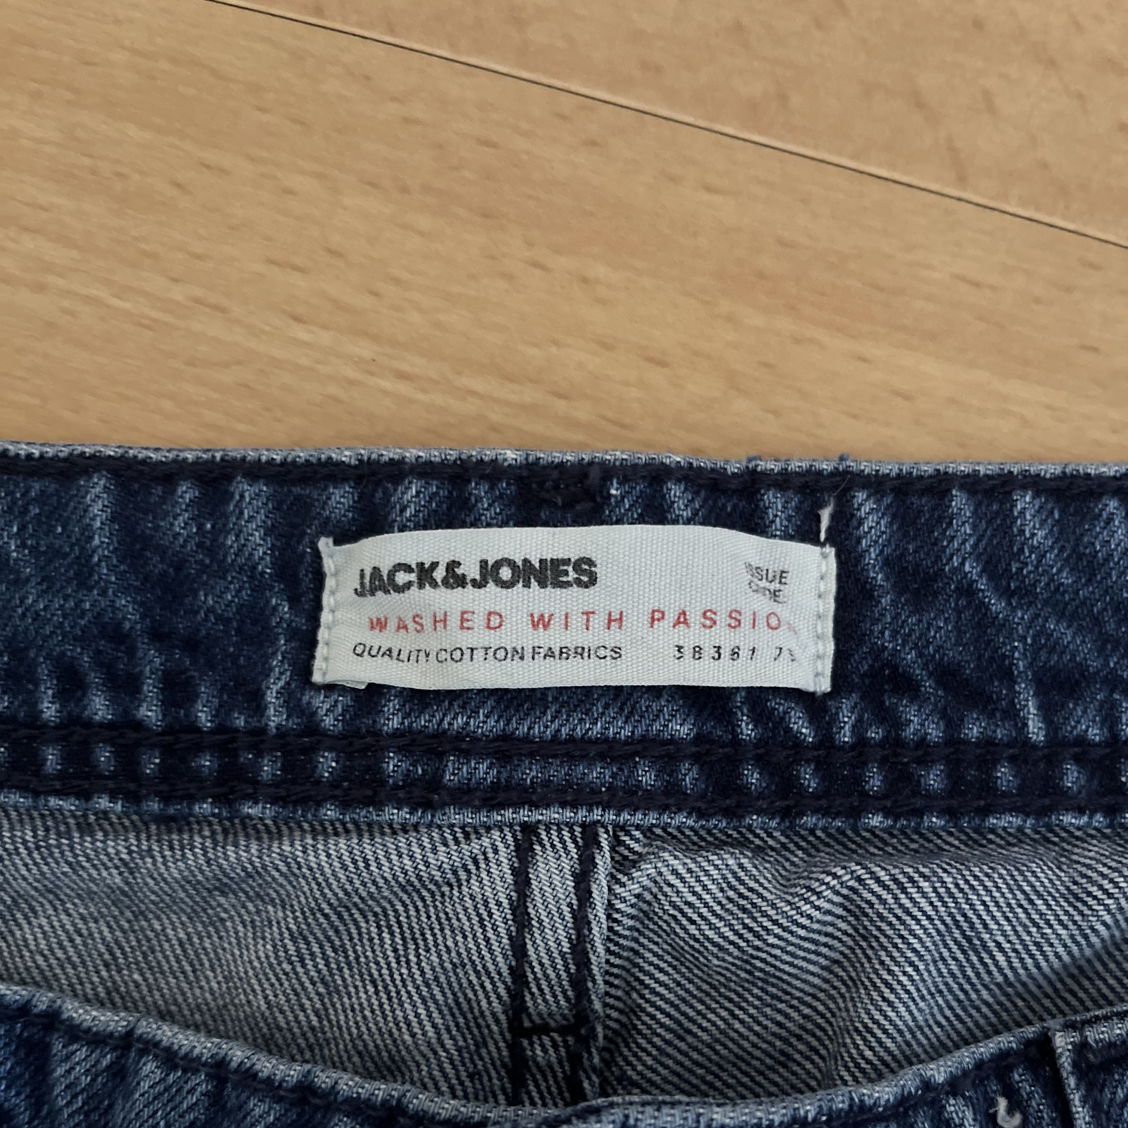 JACK&JONES
ISSUE
WASHED WITH PASSIO
QUALITY COTTON FABRICS